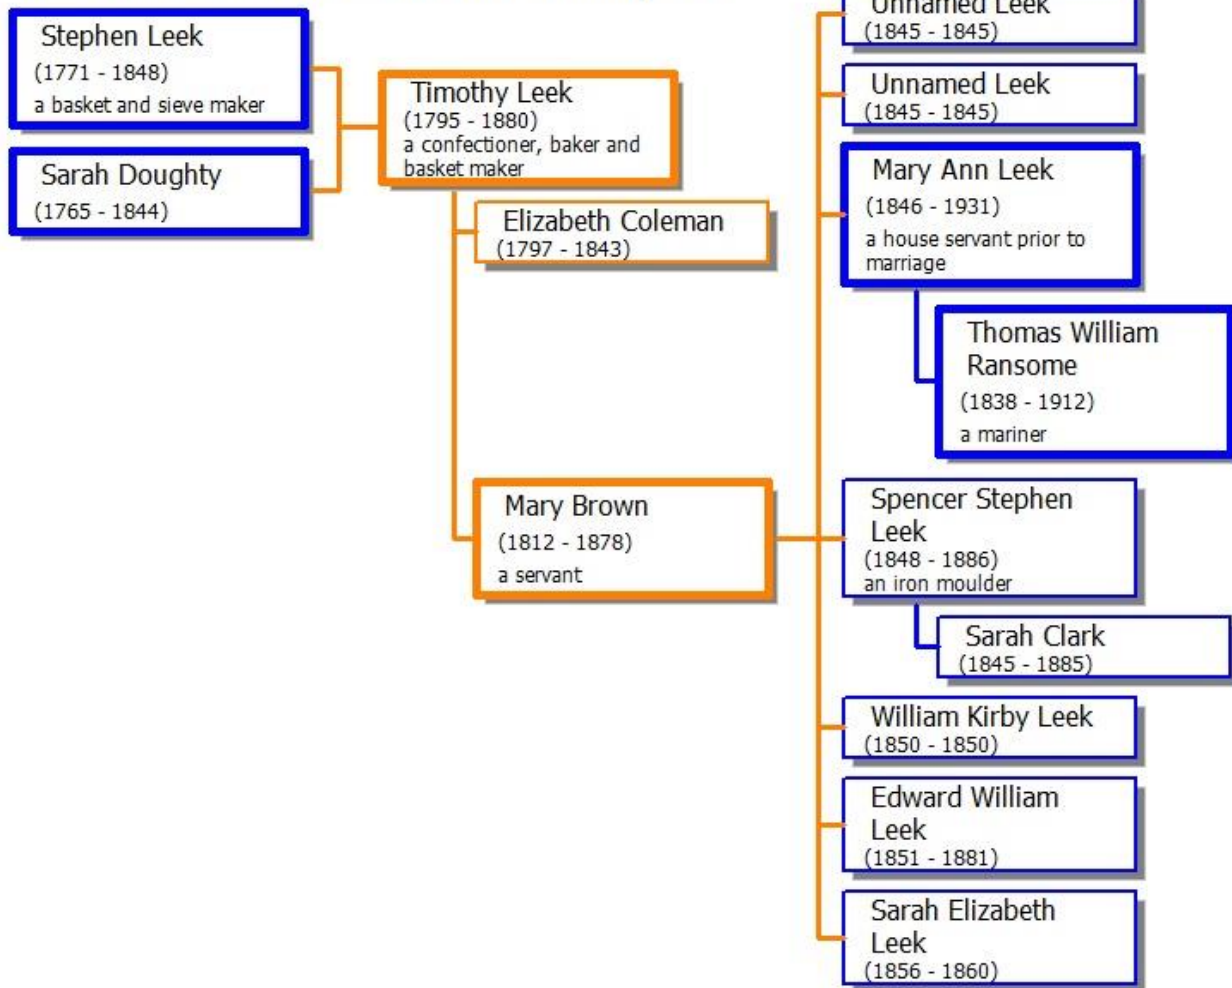 Stephen Leek
(1771 - 1848)
a basket and sieve maker
Sarah Doughty
(1765 - 1844)
Timothy Leek
(1795 - 1880)
a confectioner, baker and
basket maker
Elizabeth Coleman
(1797 - 1843)
Mary Brown
(1812 - 1878)
a servant
Unnamed Leek
(1845 - 1845)
Unnamed Leek
(1845 - 1845)
Mary Ann Leek
(1846 - 1931)
a house servant prior to
marriage
Thomas William
Ransome
(1838 - 1912)
a mariner
Spencer Stephen
Leek
(1848 - 1886)
an iron moulder
Sarah Clark
(1845 - 1885)
William Kirby Leek
(1850 - 1850)
Edward William
Leek
(1851 - 1881)
Sarah Elizabeth
Leek
(1856 - 1860)